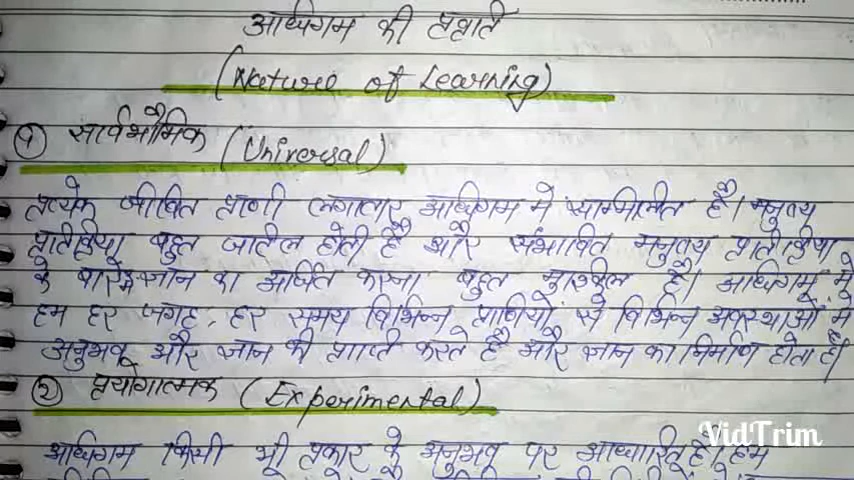 अधिगम की प्रकृति
(Nature of Learning)
① सार्वभौमिक (Universal)
प्रत्येक जीवित प्राणी लगातार अधिगम मे सम्मिलित है। मनुष्य
प्रतिक्रिया बहुत जटिल होती है और संभावित मनुष्य प्रतिक्रिया
के बारे मे ज्ञान का अर्जित करना बहुत मुश्किल है। अधिगम मे
हम हर जगह, हर समय विभिन्न प्राणियों से विभिन्न अवस्थाओं मे
अनुभव और ज्ञान की प्राप्ति करते है और ज्ञान का निर्माण होता है।
② प्रयोगात्मक (Experimental)
अधिगम किसी भी प्रकार के अनुभव पर आधारित है। हम
VidTrim